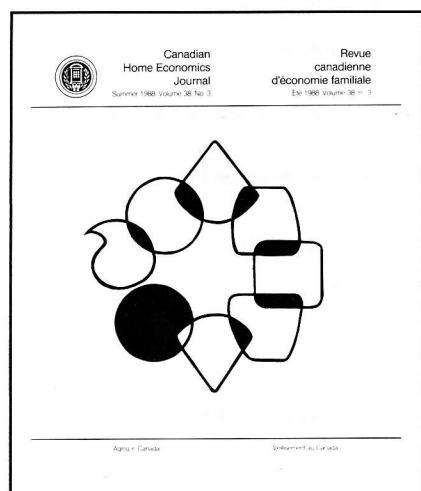 Canadian
Home Economics
Journal
Summer 1988 Volume 38 No. 3
Revue
canadienne
d'économie familiale
Été 1988 Volume 38 n° 3
Aging in Canada
Vieillissement au Canada